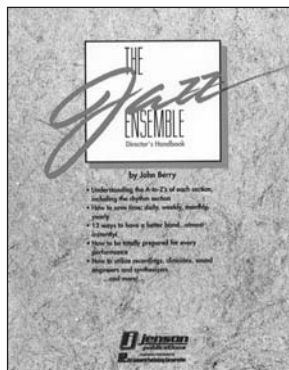 THE
Jazz
ENSEMBLE
Director's Handbook
by John Berry
• Understanding the A-to-Z's of each section,
including the rhythm section
• How to save time; daily, weekly, monthly,
yearly
• 12 ways to have a better band...almost
instantly!
• How to be totally prepared for every
performance
• How to utilize recordings, clinicians, sound
engineers and synthesizers
...and more!
jenson
publications